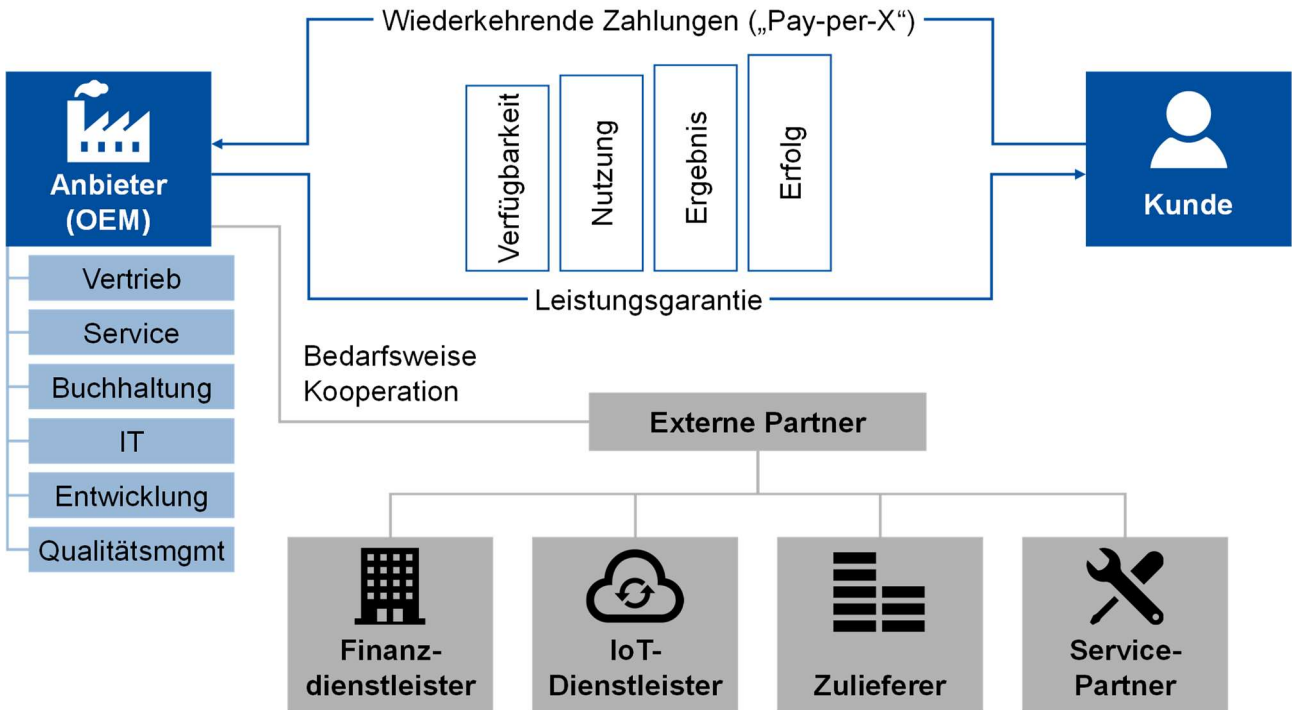 Wiederkehrende Zahlungen („Pay-per-X“)
Verfügbarkeit
Nutzung
Ergebnis
Erfolg
Anbieter
(OEM)
Kunde
Leistungsgarantie
Vertrieb
Service
Buchhaltung
IT
Entwicklung
Qualitätsmgmt
Bedarfsweise
Kooperation
Externe Partner
Finanz-
dienstleister
IoT-
Dienstleister
Zulieferer
Service-
Partner